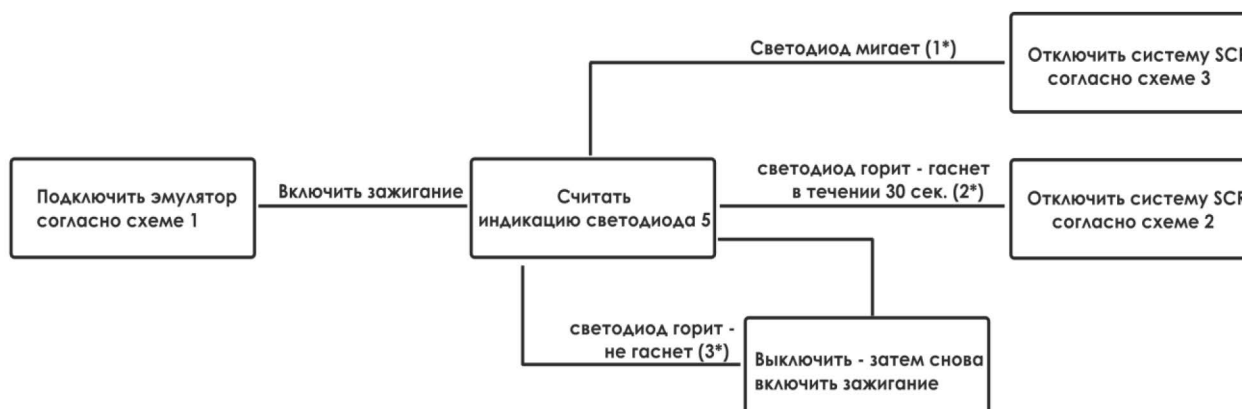 Светодиод мигает (1*)
Отключить систему SCR
согласно схеме 3
Подключить эмулятор
согласно схеме 1
Включить зажигание
Считать
индикацию светодиода 5
светодиод горит - гаснет
в течении 30 сек. (2*)
Отключить систему SCR
согласно схеме 2
светодиод горит -
не гаснет (3*)
Выключить - затем снова
включить зажигание